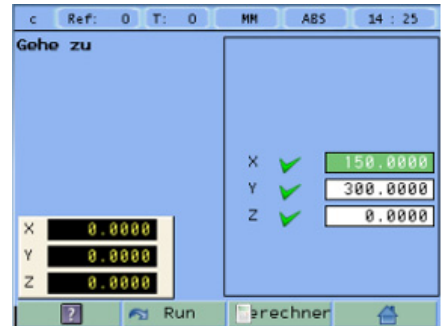 c Ref: 0 T: 0 MM ABS 14 : 25
Gehe zu
X 150.0000
Y 300.0000
Z 0.0000
X 0.0000
Y 0.0000
Z 0.0000
? Run erechner